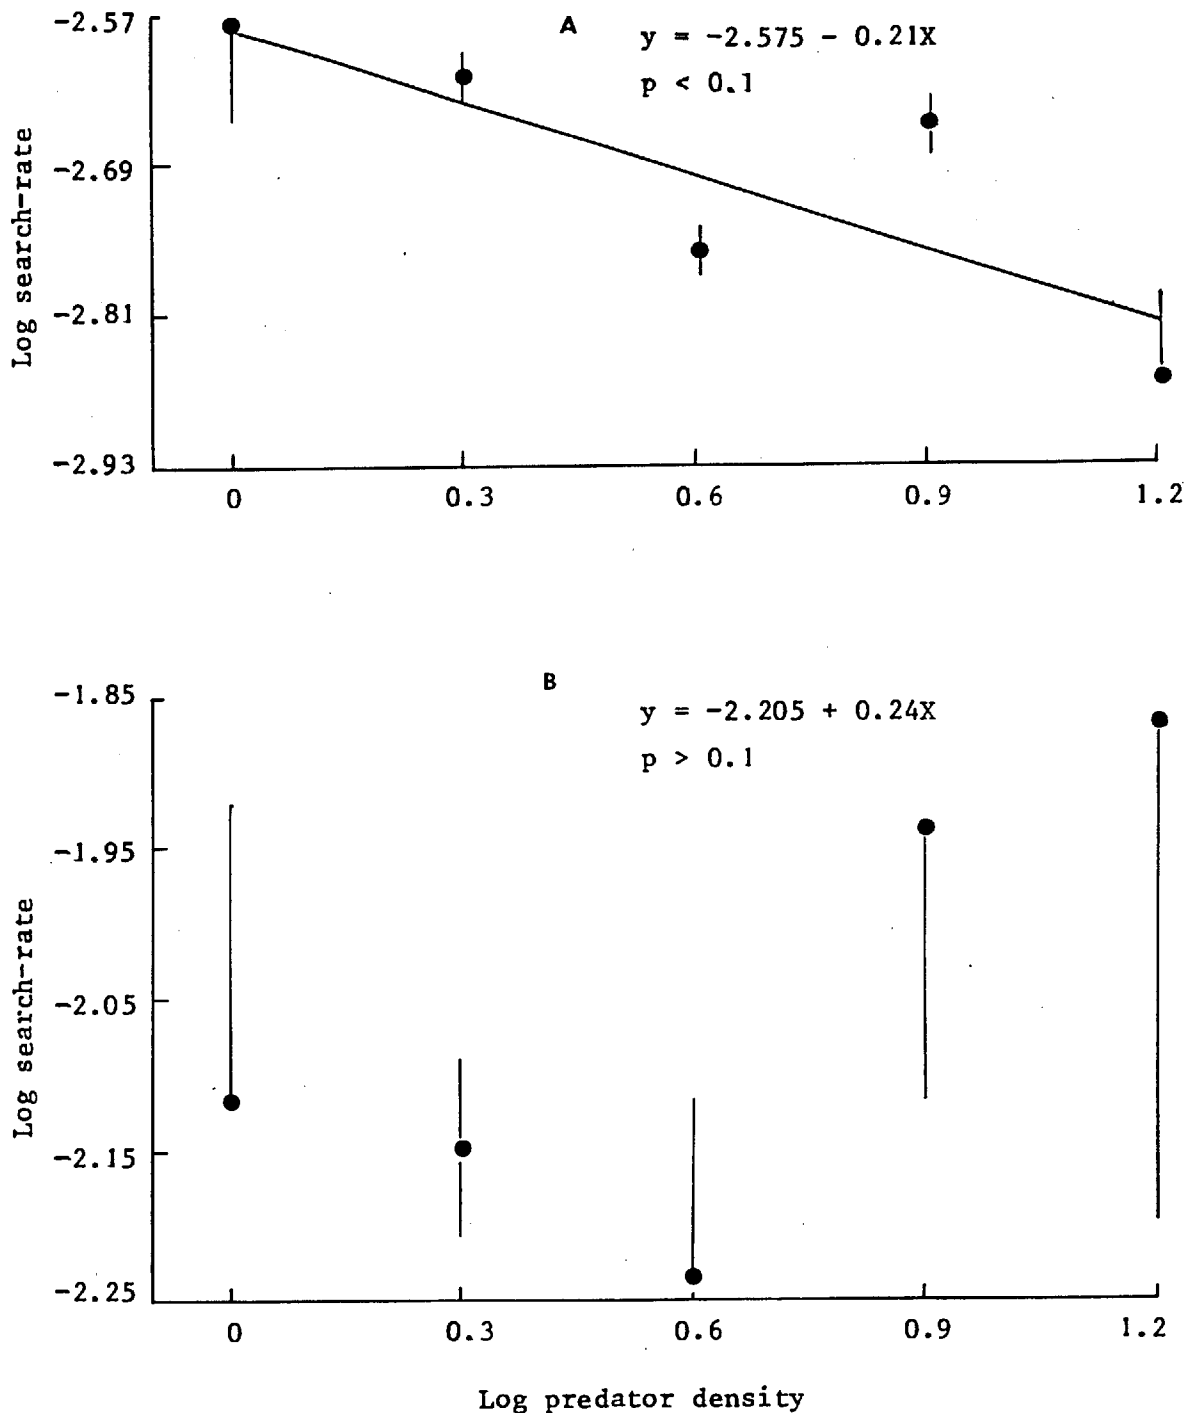 A
y = -2.575 - 0.21X
p < 0.1
Log search-rate
-2.57
-2.69
-2.81
-2.93
0 0.3 0.6 0.9 1.2
B
y = -2.205 + 0.24X
p > 0.1
Log search-rate
-1.85
-1.95
-2.05
-2.15
-2.25
0 0.3 0.6 0.9 1.2
Log predator density